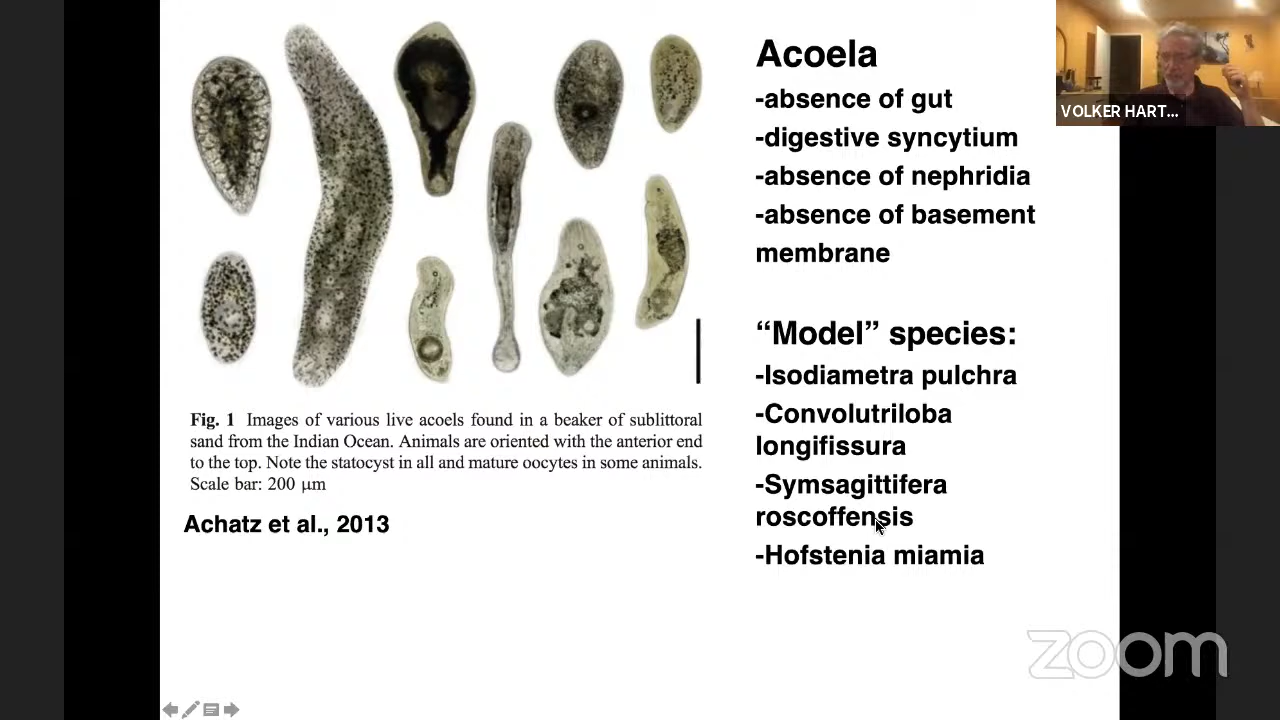 Acoela
-absence of gut
-digestive syncytium
-absence of nephridia
-absence of basement
membrane
“Model” species:
-Isodiametra pulchra
-Convolutriloba
longifissura
-Symsagittifera
roscoffensis
-Hofstenia miamia
Fig. 1 Images of various live acoels found in a beaker of sublittoral
sand from the Indian Ocean. Animals are oriented with the anterior end
to the top. Note the statocyst in all and mature oocytes in some animals.
Scale bar: 200 μm
Achatz et al., 2013
VOLKER HART...
zoom